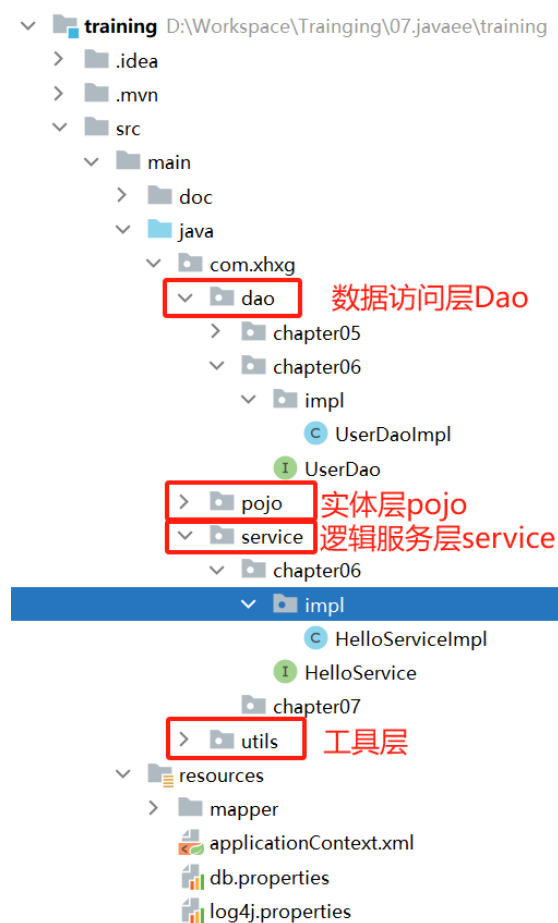 training D:\Workspace\Trainging\07.javaee\training
.idea
.mvn
src
main
doc
java
com.xhxg
dao 数据访问层Dao
chapter05
chapter06
impl
C UserDaoImpl
I UserDao
pojo 实体层pojo
service 逻辑服务层service
chapter06
impl
C HelloServiceImpl
I HelloService
chapter07
utils 工具层
resources
mapper
applicationContext.xml
db.properties
log4j.properties